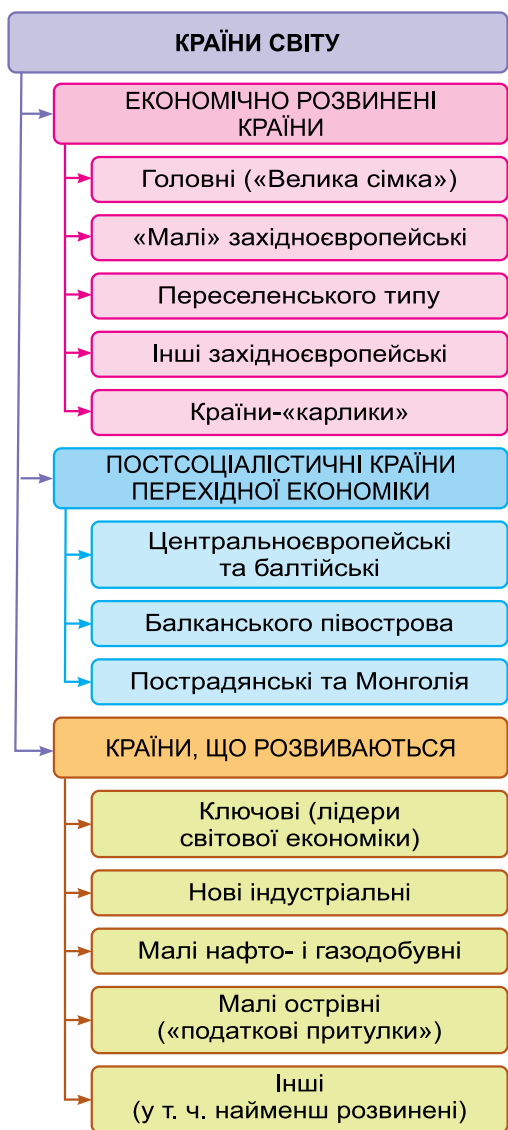 КРАЇНИ СВІТУ
ЕКОНОМІЧНО РОЗВИНЕНІ
КРАЇНИ
Головні («Велика сімка»)
«Малі» західноєвропейські
Переселенського типу
Інші західноєвропейські
Країни-«карлики»
ПОСТСОЦІАЛІСТИЧНІ КРАЇНИ
ПЕРЕХІДНОЇ ЕКОНОМІКИ
Центральноєвропейські
та балтійські
Балканського півострова
Пострадянські та Монголія
КРАЇНИ, ЩО РОЗВИВАЮТЬСЯ
Ключові (лідери
світової економіки)
Нові індустріальні
Малі нафто- і газодобувні
Малі острівні
(«податкові притулки»)
Інші
(у т. ч. найменш розвинені)